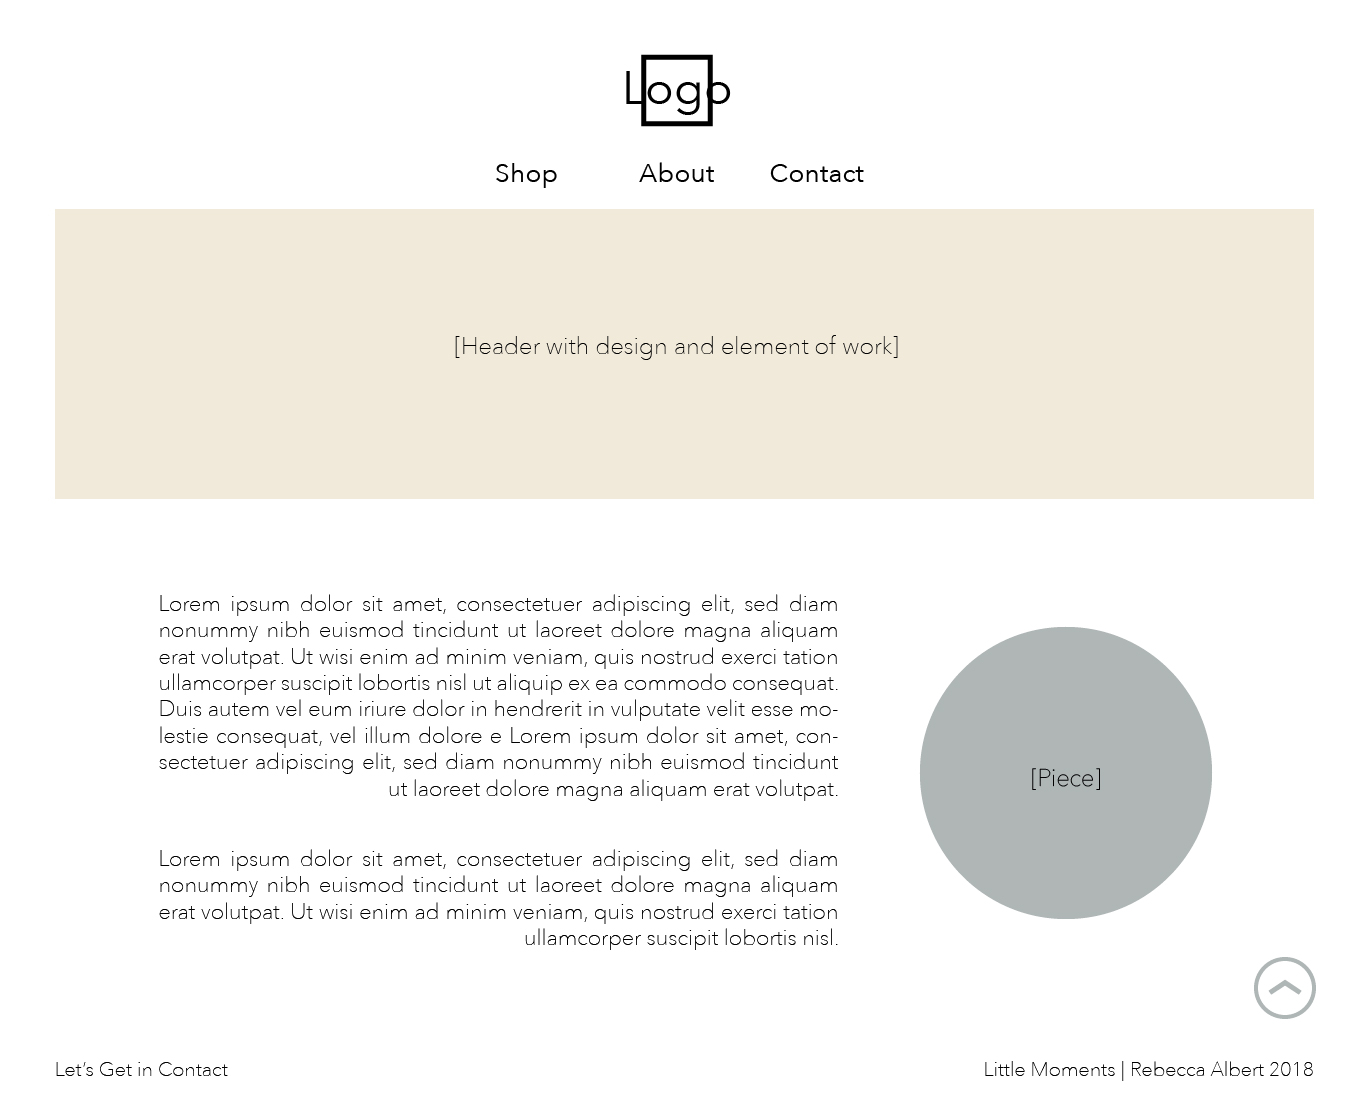 Logo
Shop About Contact
[Header with design and element of work]
Lorem ipsum dolor sit amet, consectetuer adipiscing elit, sed diam
nonummy nibh euismod tincidunt ut laoreet dolore magna aliquam
erat volutpat. Ut wisi enim ad minim veniam, quis nostrud exerci tation
ullamcorper suscipit lobortis nisl ut aliquip ex ea commodo consequat.
Duis autem vel eum iriure dolor in hendrerit in vulputate velit esse mo-
lestie consequat, vel illum dolore e Lorem ipsum dolor sit amet, con-
sectetuer adipiscing elit, sed diam nonummy nibh euismod tincidunt
ut laoreet dolore magna aliquam erat volutpat.
Lorem ipsum dolor sit amet, consectetuer adipiscing elit, sed diam
nonummy nibh euismod tincidunt ut laoreet dolore magna aliquam
erat volutpat. Ut wisi enim ad minim veniam, quis nostrud exerci tation
ullamcorper suscipit lobortis nisl.
[Piece]
Let’s Get in Contact
Little Moments | Rebecca Albert 2018